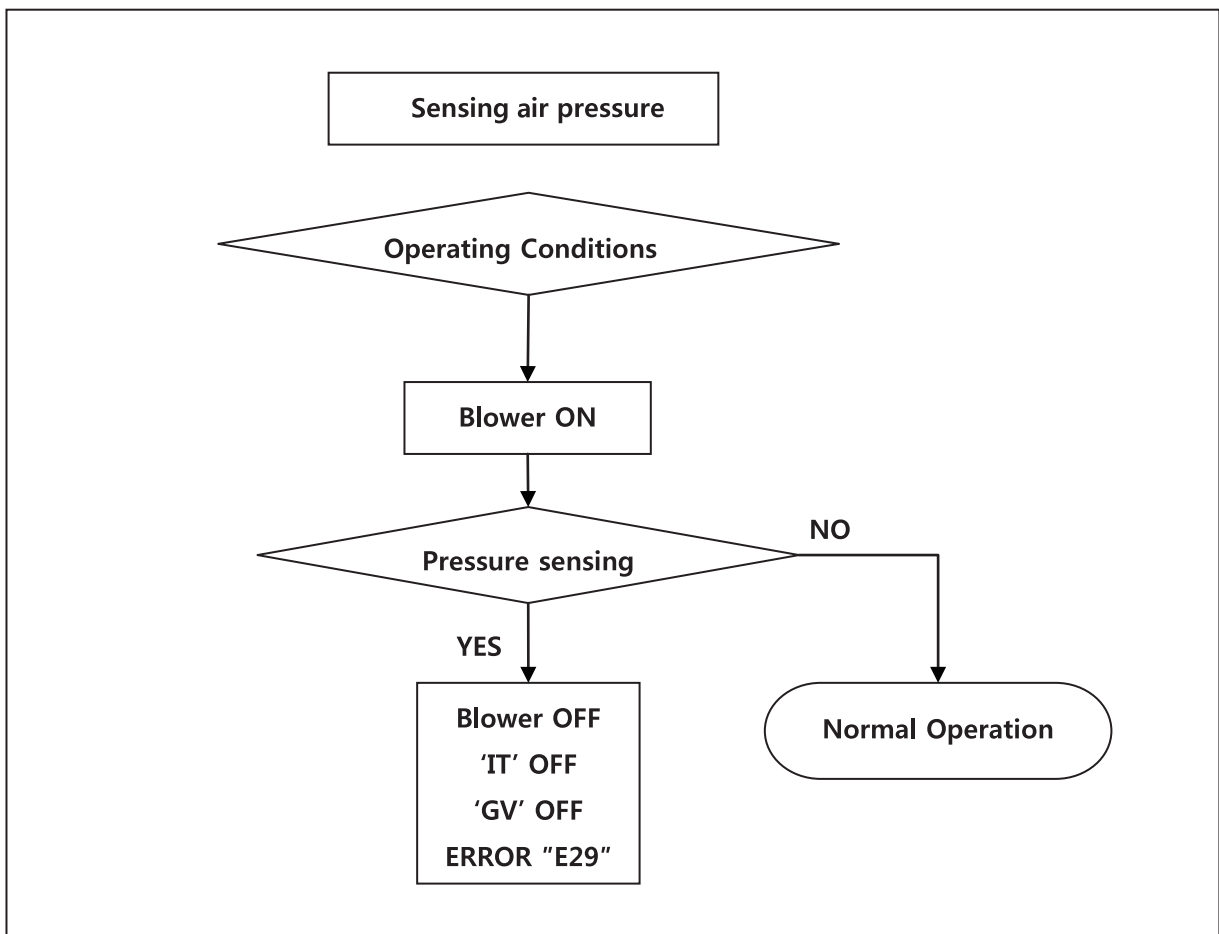 Sensing air pressure
Operating Conditions
Blower ON
NO
Pressure sensing
YES
Blower OFF
‘IT’ OFF
‘GV’ OFF
ERROR ”E29”
Normal Operation